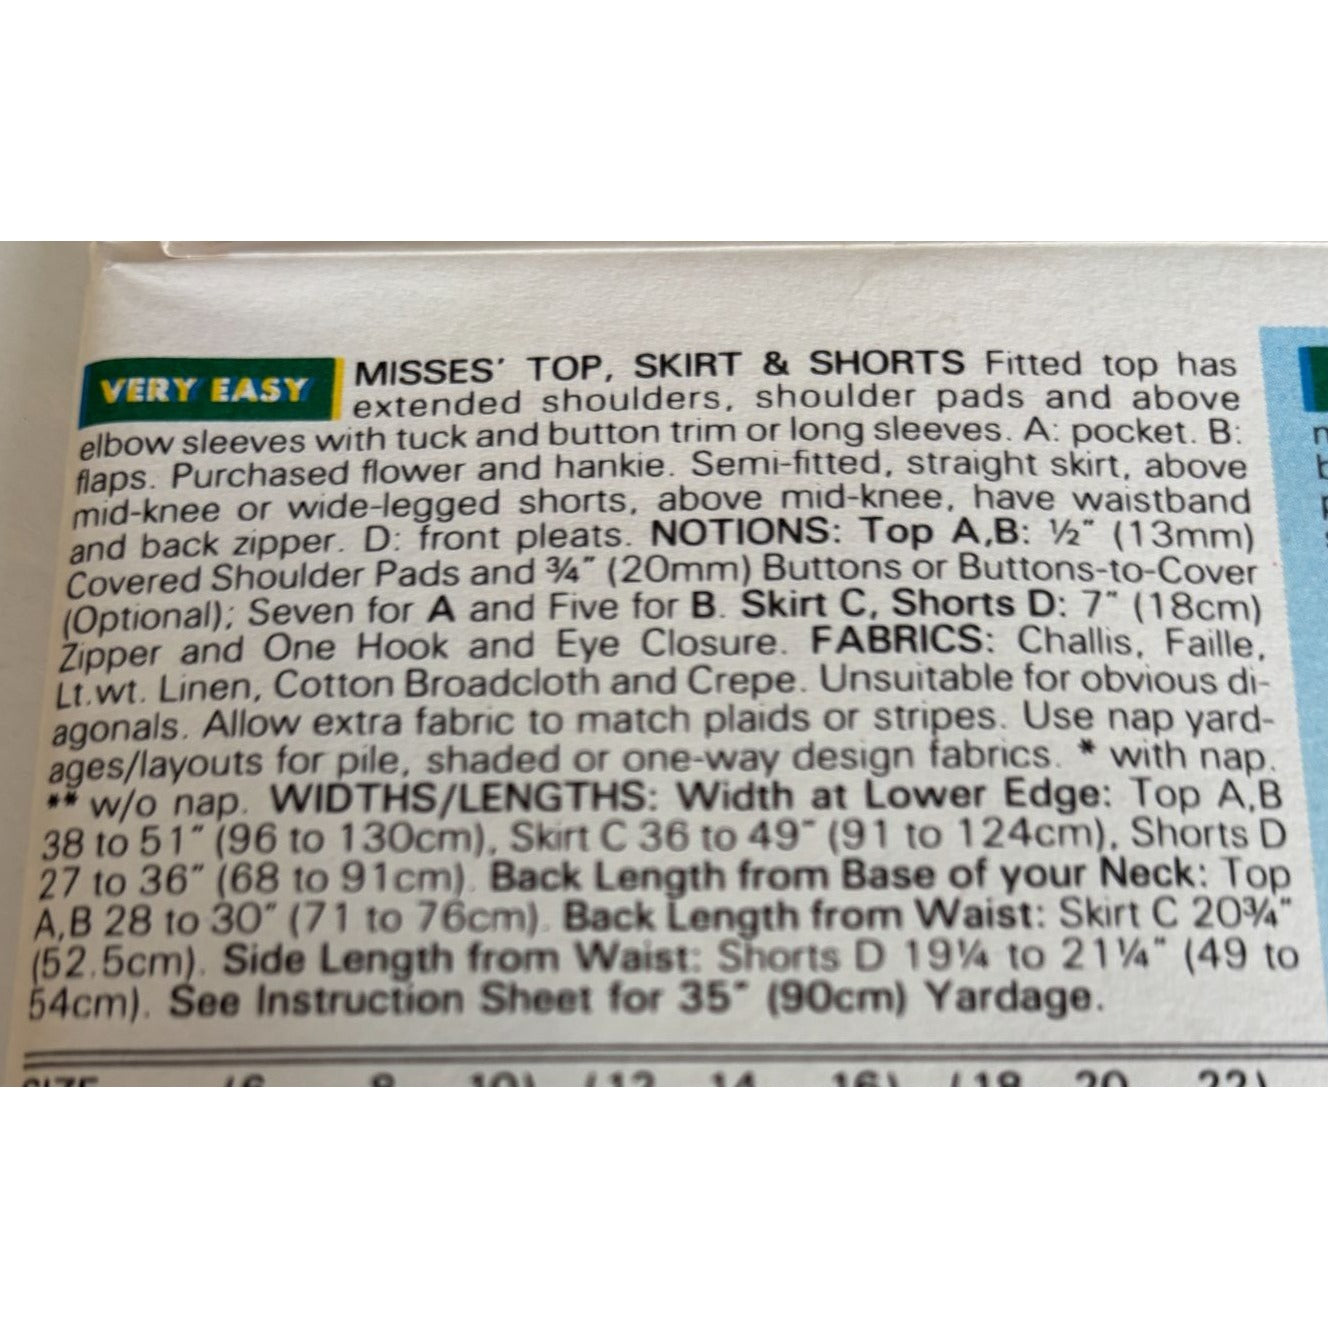 VERY EASY MISSES' TOP, SKIRT & SHORTS Fitted top has
extended shoulders, shoulder pads and above
elbow sleeves with tuck and button trim or long sleeves. A: pocket. B:
flaps. Purchased flower and hankie. Semi-fitted, straight skirt, above
mid-knee or wide-legged shorts, above mid-knee, have waistband
and back zipper. D: front pleats. NOTIONS: Top A,B: ½" (13mm)
Covered Shoulder Pads and ¾" (20mm) Buttons or Buttons-to-Cover
(Optional); Seven for A and Five for B. Skirt C, Shorts D: 7" (18cm)
Zipper and One Hook and Eye Closure. FABRICS: Challis, Faille,
Lt.wt. Linen, Cotton Broadcloth and Crepe. Unsuitable for obvious di-
agonals. Allow extra fabric to match plaids or stripes. Use nap yard-
ages/layouts for pile, shaded or one-way design fabrics. * with nap.
** w/o nap. WIDTHS/LENGTHS: Width at Lower Edge: Top A,B
38 to 51" (96 to 130cm), Skirt C 36 to 49" (91 to 124cm), Shorts D
27 to 36" (68 to 91cm). Back Length from Base of your Neck: Top
A,B 28 to 30" (71 to 76cm). Back Length from Waist: Skirt C 20¾"
(52.5cm). Side Length from Waist: Shorts D 19¼ to 21¼" (49 to
54cm). See Instruction Sheet for 35" (90cm) Yardage.
SIZE (6 8 10) (12 14 16) (18 20 22)